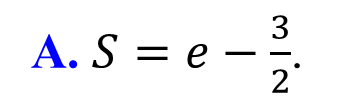 A. S = e − 3/2.